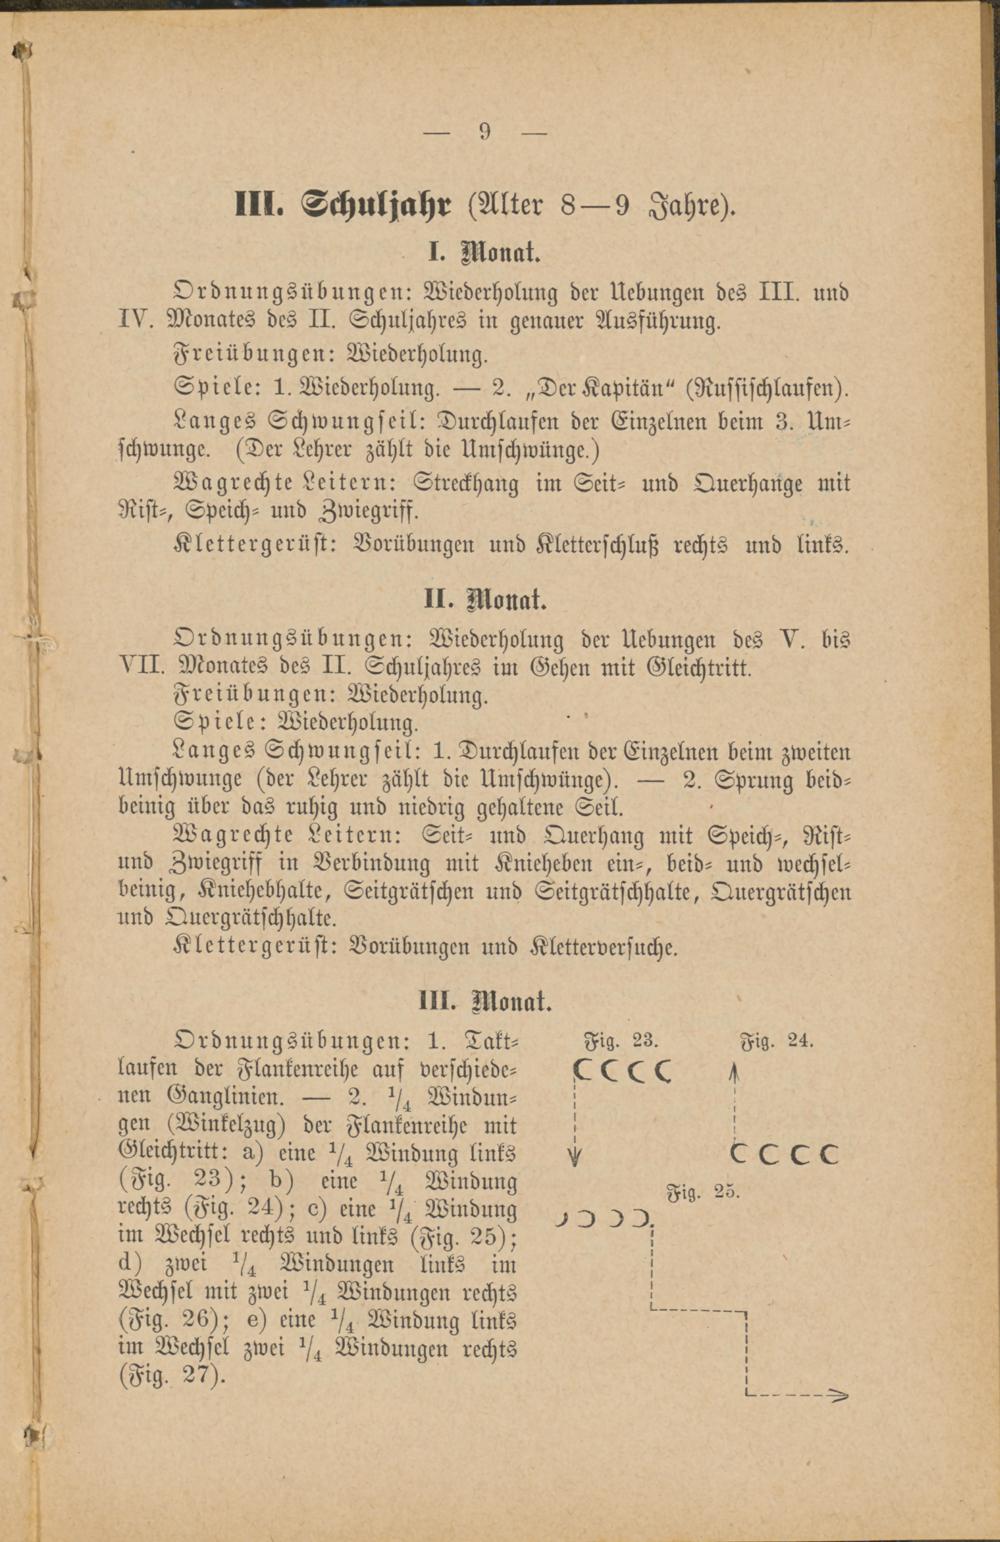 — 9 —
III. Schuljahr (Alter 8—9 Jahre).
I. Monat.
Ordnungsübungen: Wiederholung der Uebungen des III. und
IV. Monates des II. Schuljahres in genauer Ausführung.
Freiübungen: Wiederholung.
Spiele: 1. Wiederholung. — 2. „Der Kapitän“ (Russischlaufen).
Langes Schwungseil: Durchlaufen der Einzelnen beim 3. Um-
schwunge. (Der Lehrer zählt die Umschwünge.)
Wagrechte Leitern: Streckhang im Seit- und Querhange mit
Rist-, Speich- und Zwiegriff.
Klettergerüst: Vorübungen und Kletterschluß rechts und links.
II. Monat.
Ordnungsübungen: Wiederholung der Uebungen des V. bis
VII. Monates des II. Schuljahres im Gehen mit Gleichtritt.
Freiübungen: Wiederholung.
Spiele: Wiederholung.
Langes Schwungseil: 1. Durchlaufen der Einzelnen beim zweiten
Umschwunge (der Lehrer zählt die Umschwünge). — 2. Sprung beid-
beinig über das ruhig und niedrig gehaltene Seil.
Wagrechte Leitern: Seit- und Querhang mit Speich-, Rist-
und Zwiegriff in Verbindung mit Knieheben ein-, beid- und wechsel-
beinig, Kniehebhalte, Seitgrätschen und Seitgrätschhalte, Quergrätschen
und Quergrätschhalte.
Klettergerüst: Vorübungen und Kletterversuche.
III. Monat.
Ordnungsübungen: 1. Takt-
laufen der Flankenreihe auf verschiede-
nen Ganglinien. — 2. 1/4 Windun-
gen (Winkelzug) der Flankenreihe mit
Gleichtritt: a) eine 1/4 Windung links
(Fig. 23); b) eine 1/4 Windung
rechts (Fig. 24); c) eine 1/4 Windung
im Wechsel rechts und links (Fig. 25);
d) zwei 1/4 Windungen links im
Wechsel mit zwei 1/4 Windungen rechts
(Fig. 26); e) eine 1/4 Windung links
im Wechsel zwei 1/4 Windungen rechts
(Fig. 27).
Fig. 23.
Fig. 24.
Fig. 25.